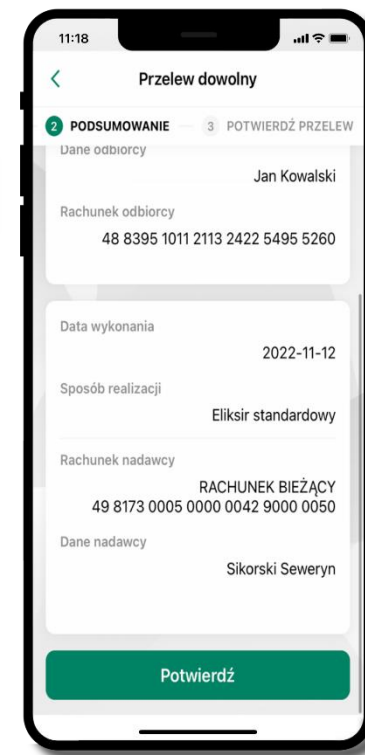 11:18
Przelew dowolny
2 PODSUMOWANIE 3 POTWIERDŹ PRZELEW
Dane odbiorcy
Jan Kowalski
Rachunek odbiorcy
48 8395 1011 2113 2422 5495 5260
Data wykonania
2022-11-12
Sposób realizacji
Eliksir standardowy
Rachunek nadawcy
RACHUNEK BIEŻĄCY
49 8173 0005 0000 0042 9000 0050
Dane nadawcy
Sikorski Seweryn
Potwierdź